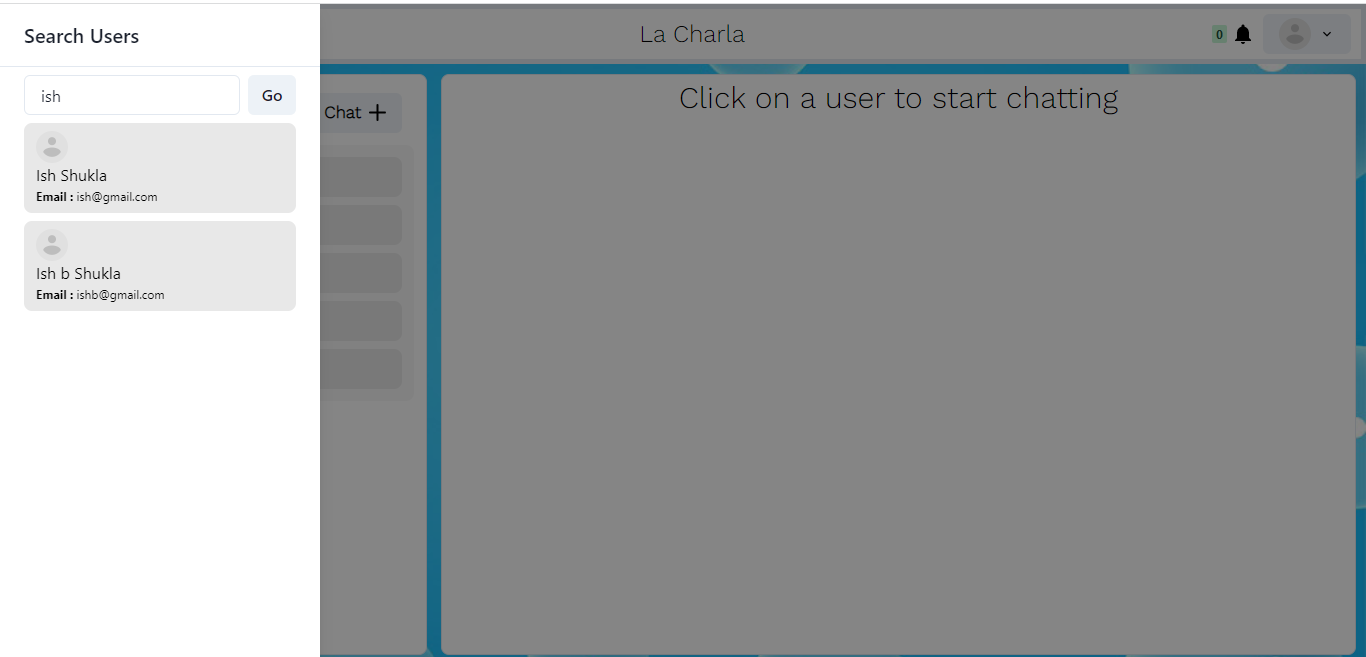 Search Users
ish
Go
Ish Shukla
Email : ish@gmail.com
Ish b Shukla
Email : ishb@gmail.com
La Charla
0
Chat +
Click on a user to start chatting